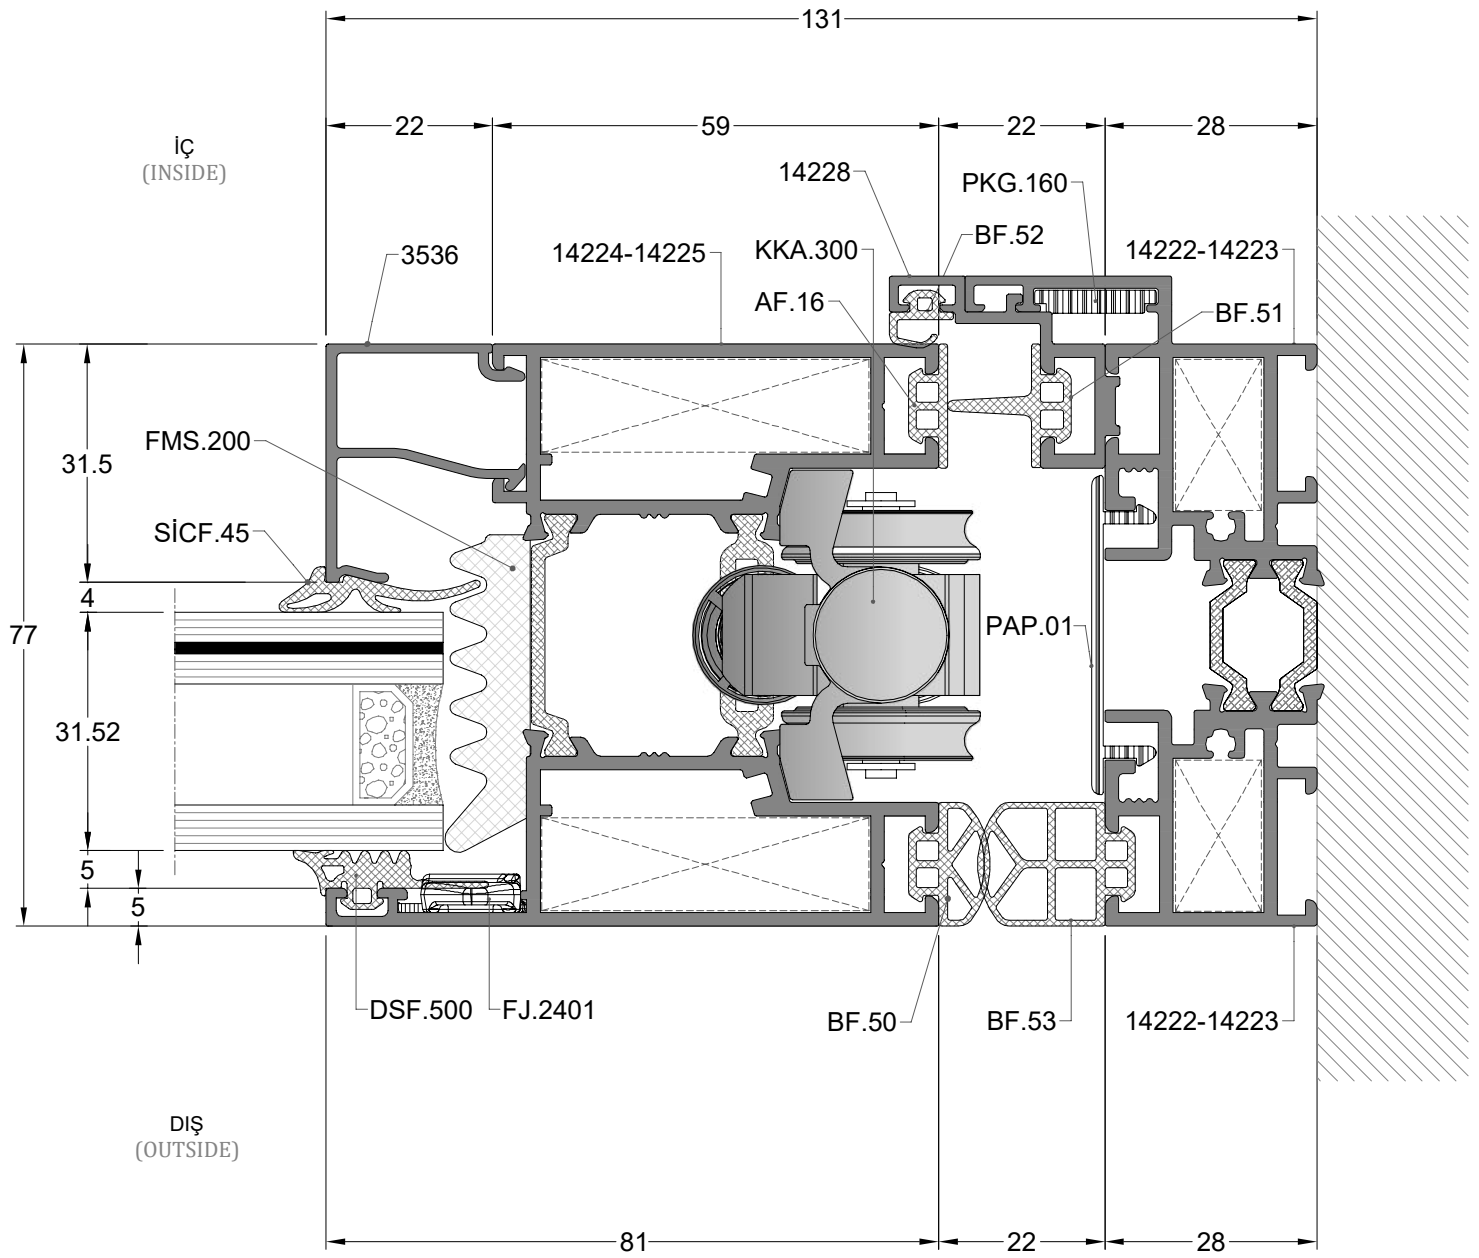 131
22
59
22
28
İÇ
(INSIDE)
14228
PKG.160
3536
14224-14225
KKA.300
BF.52
14222-14223
AF.16
BF.51
FMS.200
31.5
SİCF.45
4
77
PAP.01
31.52
5
5
DSF.500
FJ.2401
BF.50
BF.53
14222-14223
DIŞ
(OUTSIDE)
81
22
28